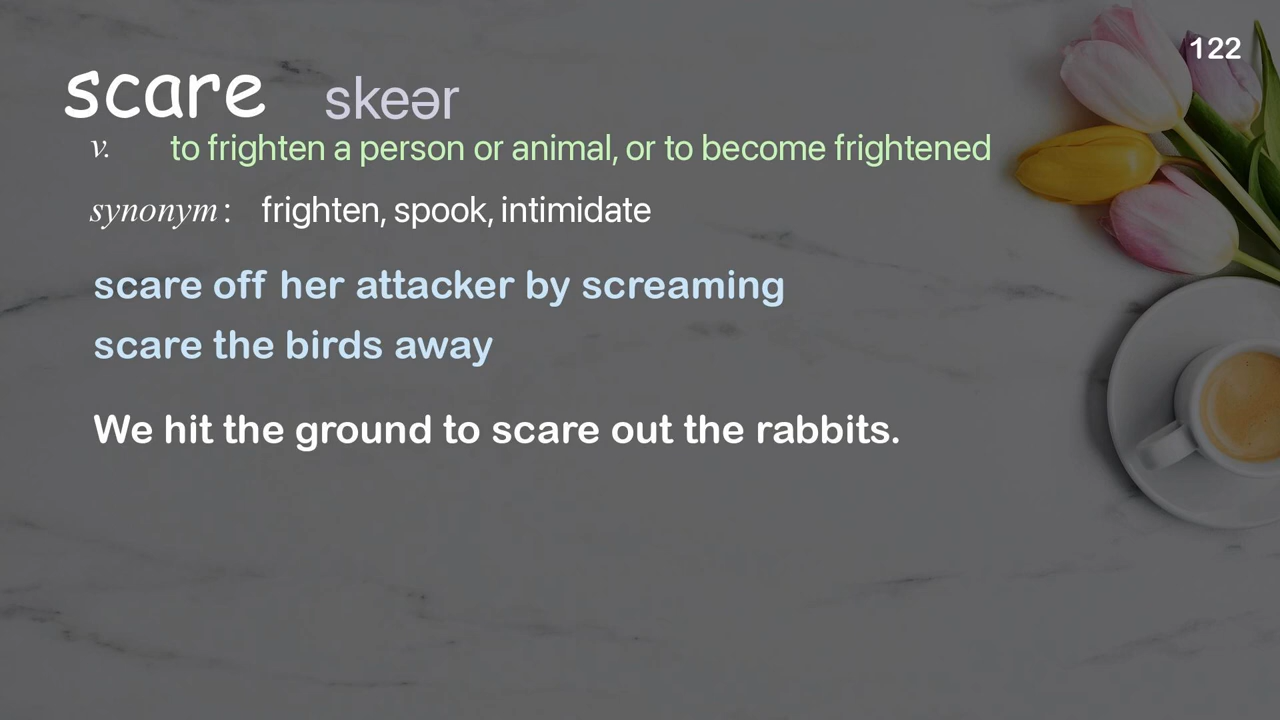 122
scare skeər
v. to frighten a person or animal, or to become frightened
synonym: frighten, spook, intimidate
scare off her attacker by screaming
scare the birds away
We hit the ground to scare out the rabbits.